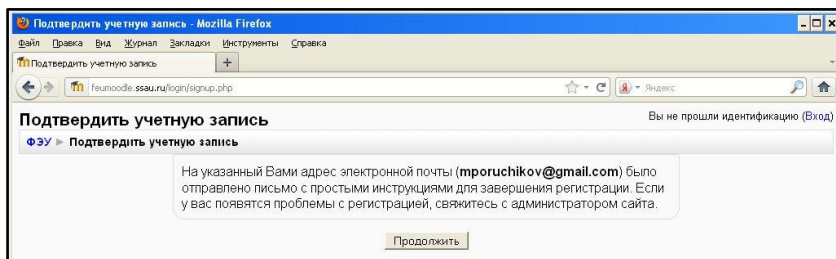 Подтвердить учетную запись - Mozilla Firefox
Файл Правка Вид Журнал Закладки Инструменты Справка
Подтвердить учетную запись
feumoodle.ssau.ru/login/signup.php Яндекс
Подтвердить учетную запись Вы не прошли идентификацию (Вход)
ФЭУ ► Подтвердить учетную запись
На указанный Вами адрес электронной почты (mporuchikov@gmail.com) было
отправлено письмо с простыми инструкциями для завершения регистрации. Если
у вас появятся проблемы с регистрацией, свяжитесь с администратором сайта.
Продолжить